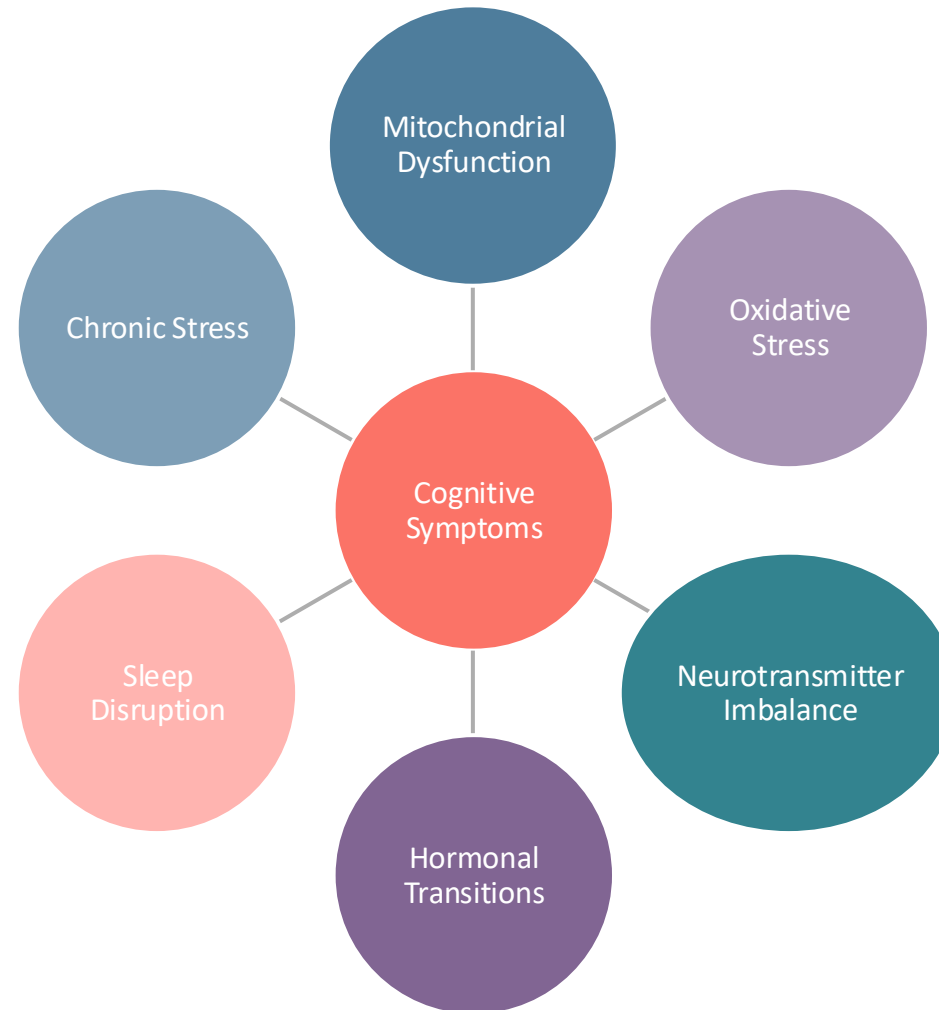 Mitochondrial
Dysfunction
Chronic Stress
Oxidative
Stress
Cognitive
Symptoms
Sleep
Disruption
Neurotransmitter
Imbalance
Hormonal
Transitions